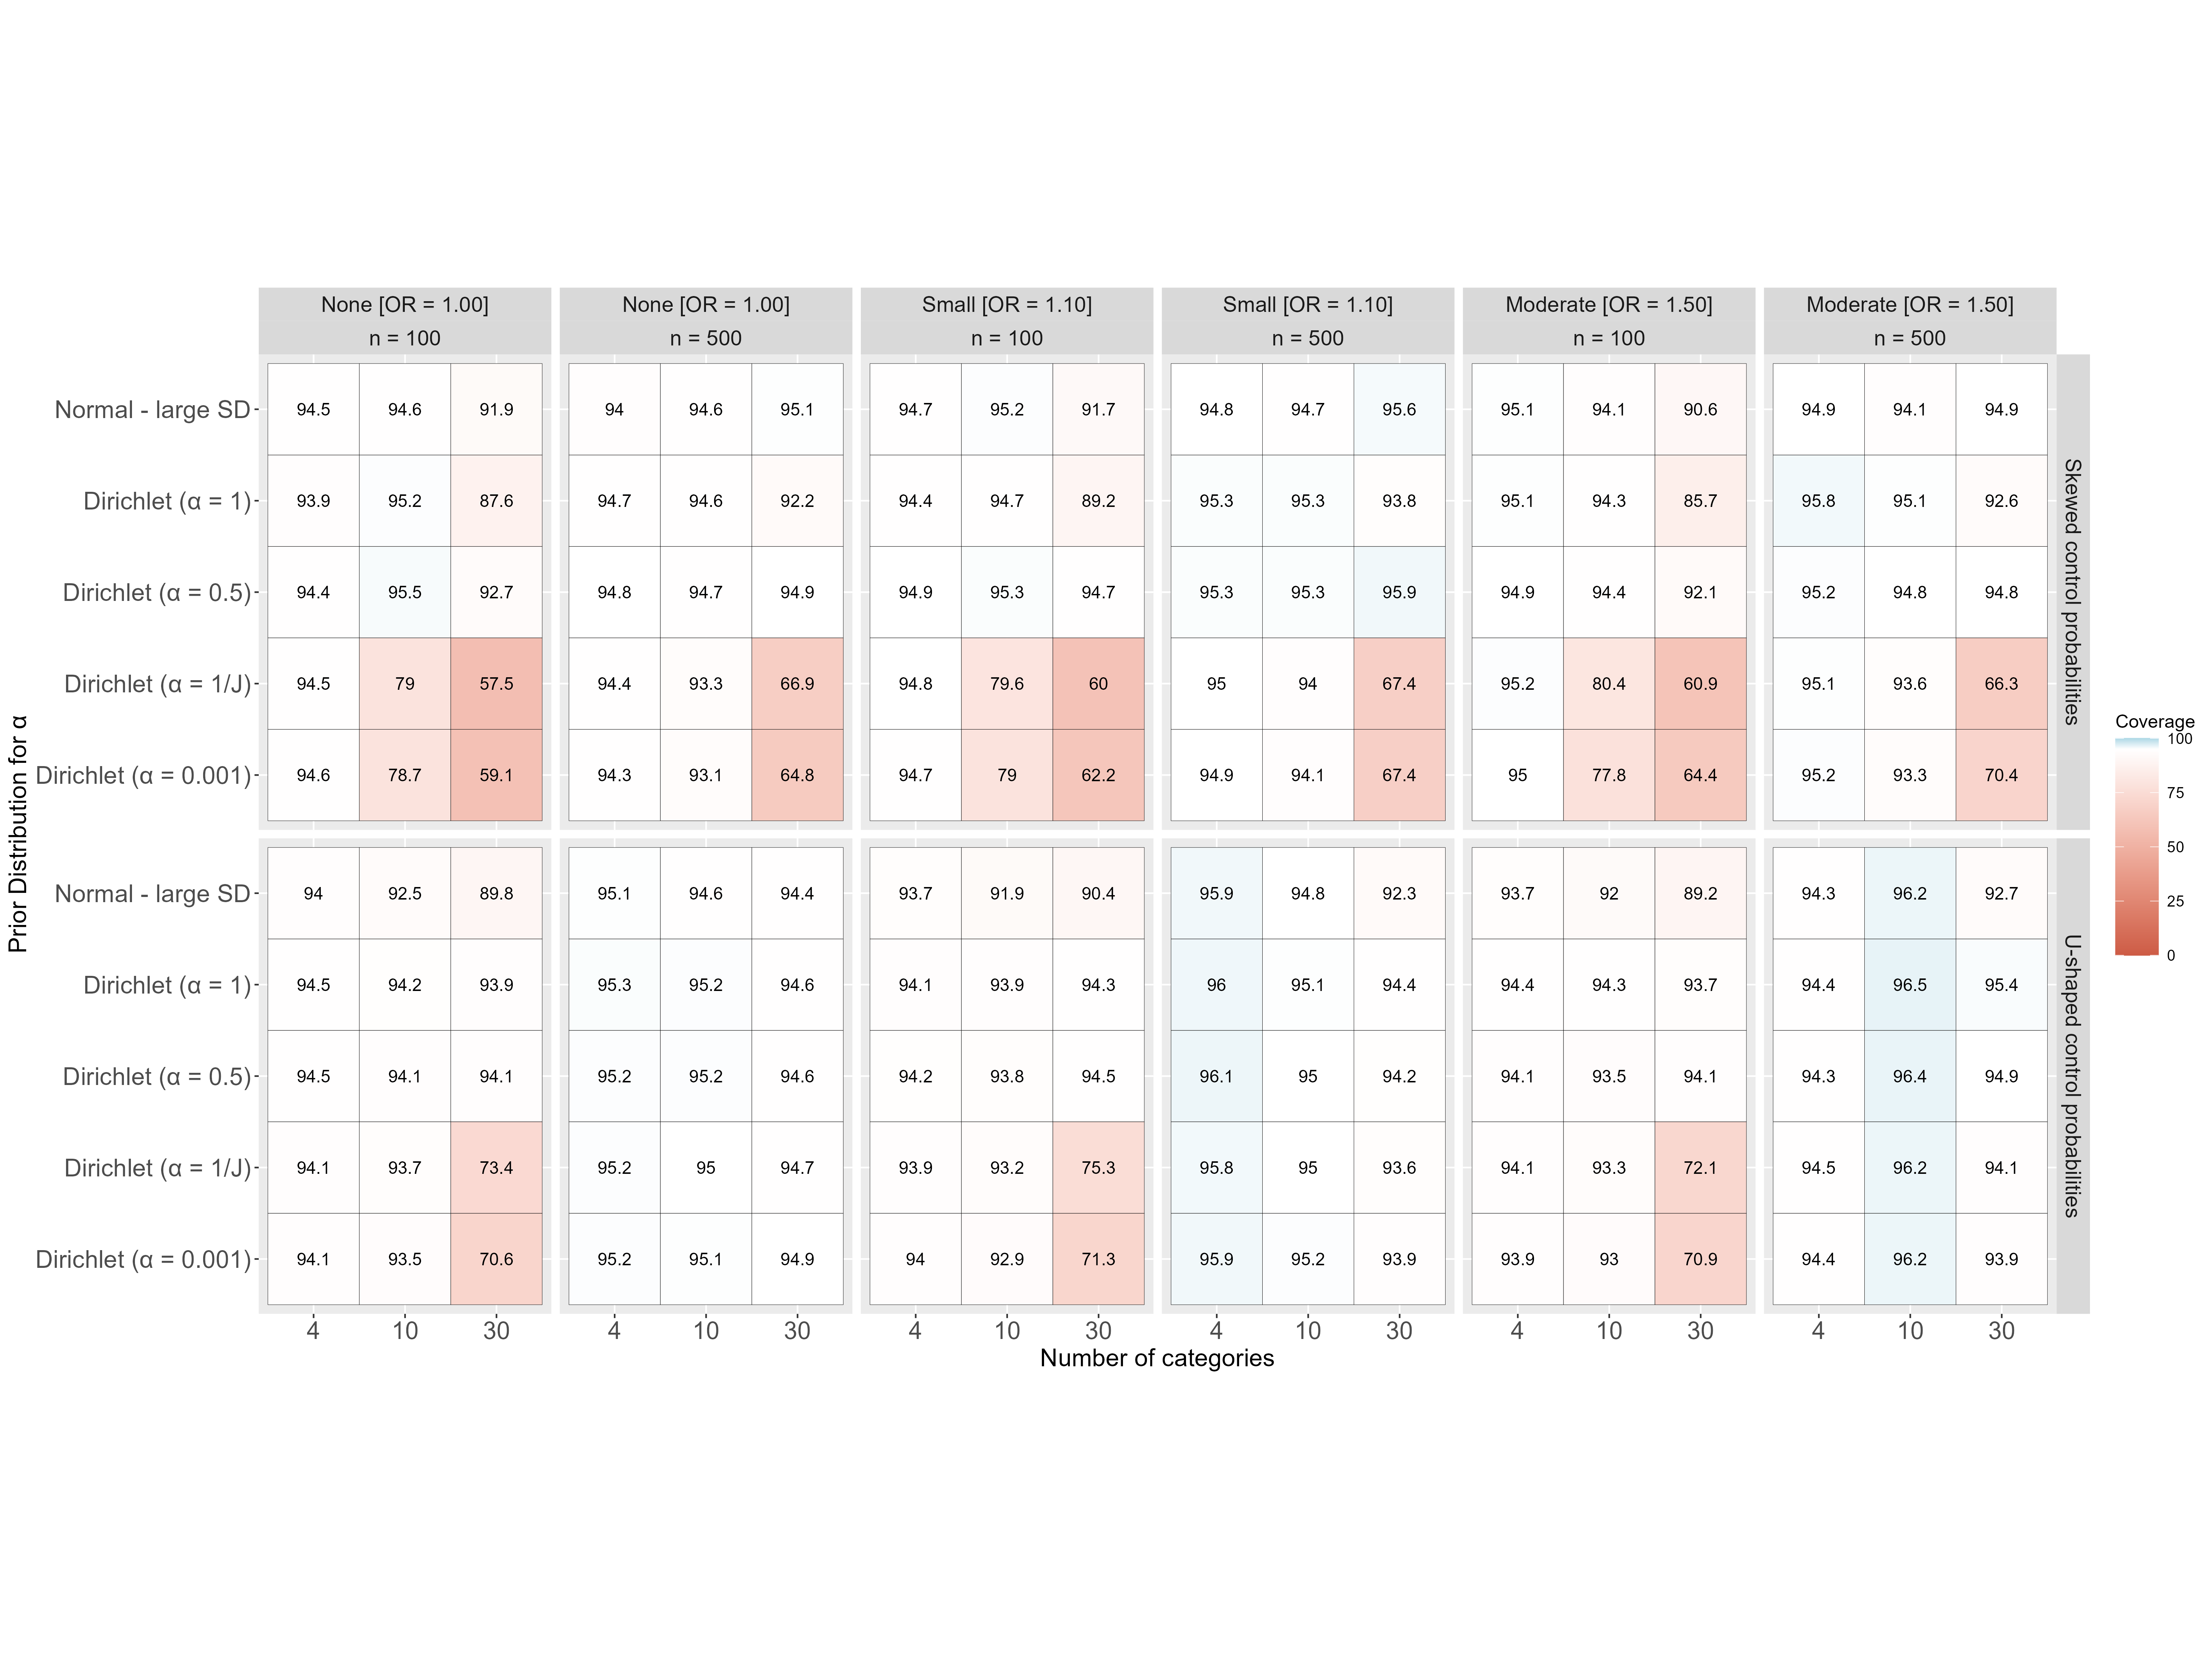 None [OR = 1.00] None [OR = 1.00] Small [OR = 1.10] Small [OR = 1.10] Moderate [OR = 1.50] Moderate [OR = 1.50]
n = 100 n = 500 n = 100 n = 500 n = 100 n = 500
Normal - large SD 94.5 94.6 91.9 94 94.6 95.1 94.7 95.2 91.7 94.8 94.7 95.6 95.1 94.1 90.6 94.9 94.1 94.9
Dirichlet (α = 1) 93.9 95.2 87.6 94.7 94.6 92.2 94.4 94.7 89.2 95.3 95.3 93.8 95.1 94.3 85.7 95.8 95.1 92.6
Dirichlet (α = 0.5) 94.4 95.5 92.7 94.8 94.7 94.9 94.9 95.3 94.7 95.3 95.3 95.9 94.9 94.4 92.1 95.2 94.8 94.8
Dirichlet (α = 1/J) 94.5 79 57.5 94.4 93.3 66.9 94.8 79.6 60 95 94 67.4 95.2 80.4 60.9 95.1 93.6 66.3
Dirichlet (α = 0.001) 94.6 78.7 59.1 94.3 93.1 64.8 94.7 79 62.2 94.9 94.1 67.4 95 77.8 64.4 95.2 93.3 70.4
Skewed control probabilities
Normal - large SD 94 92.5 89.8 95.1 94.6 94.4 93.7 91.9 90.4 95.9 94.8 92.3 93.7 92 89.2 94.3 96.2 92.7
Dirichlet (α = 1) 94.5 94.2 93.9 95.3 95.2 94.6 94.1 93.9 94.3 96 95.1 94.4 94.4 94.3 93.7 94.4 96.5 95.4
Dirichlet (α = 0.5) 94.5 94.1 94.1 95.2 95.2 94.6 94.2 93.8 94.5 96.1 95 94.2 94.1 93.5 94.1 94.3 96.4 94.9
Dirichlet (α = 1/J) 94.1 93.7 73.4 95.2 95 94.7 93.9 93.2 75.3 95.8 95 93.6 94.1 93.3 72.1 94.5 96.2 94.1
Dirichlet (α = 0.001) 94.1 93.5 70.6 95.2 95.1 94.9 94 92.9 71.3 95.9 95.2 93.9 93.9 93 70.9 94.4 96.2 93.9
U-shaped control probabilities
4 10 30 4 10 30 4 10 30 4 10 30 4 10 30 4 10 30
Number of categories
Prior Distribution for α
Coverage
100
75
50
25
0